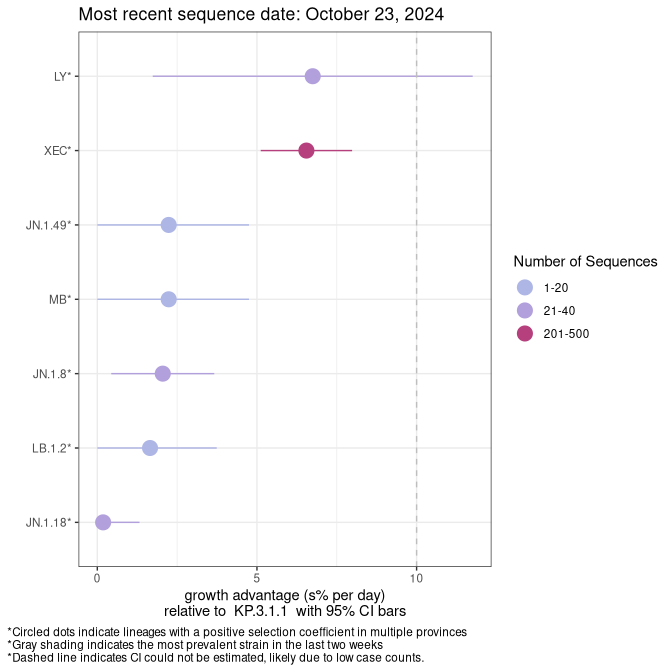 Most recent sequence date: October 23, 2024
LY*
XEC*
JN.1.49*
MB*
JN.1.8*
LB.1.2*
JN.1.18*
0 5 10
growth advantage (s% per day)
relative to KP.3.1.1 with 95% CI bars
Number of Sequences
1-20
21-40
201-500
*Circled dots indicate lineages with a positive selection coefficient in multiple provinces
*Gray shading indicates the most prevalent strain in the last two weeks
*Dashed line indicates CI could not be estimated, likely due to low case counts.